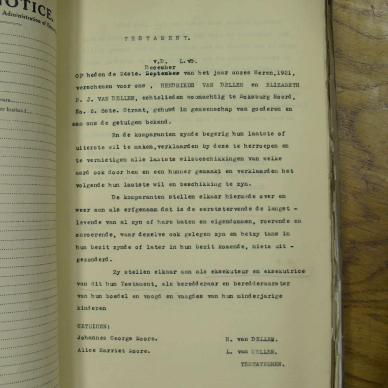 NOTICE,
Administration of
TESTAMENT.
v.D. L. v.D.
December
OP heden de 24ste. September van het jaar onzes Heren, 1921,
verschenen voor ons , HENDRIKUS VAN DELLEN en ELIZABETH
P. J. VAN DELLEN, echtelieden woonachtig te Boksburg Noord,
No. 6. 6ste. Straat, gehuwd in gemeenschap van goederen en
aan ons de getuigen bekend.
En de komparanten zynde begerig hun laatste of
uiterste wil te maken, verklaarden by deze te herroepen en
te vernietigen alle laatste wilsbeschikkingen van welke
aard ook door hen en een hunner gemaakt en verklaarden het
volgende hun laatste wil en beschikking te zyn.
De komparanten stellen elkaar hiermede over en
weer aan als erfgenaam dat is de eerststervende de langst-
levende van al zyn of hare baten en eigendommen, roerende en
onroerende, waar dezelve ook gelegen zyn en hetzy thans in
hun bezit zynde of later in hun bezit komende, niets uit -
gezonderd.
Zy stellen elkaar aan als eksekuteur en eksekutrice
van dit hun Testament, als beredderaar en beredderaarster
van hun boedel en voogd en voogdes van hun minderjarige
kinderen
GETUIGEN:
Johannes George Moore. H. van DELLEN.
Alice Harriet Moore. L. van DELLEN.
TESTATEUREN.